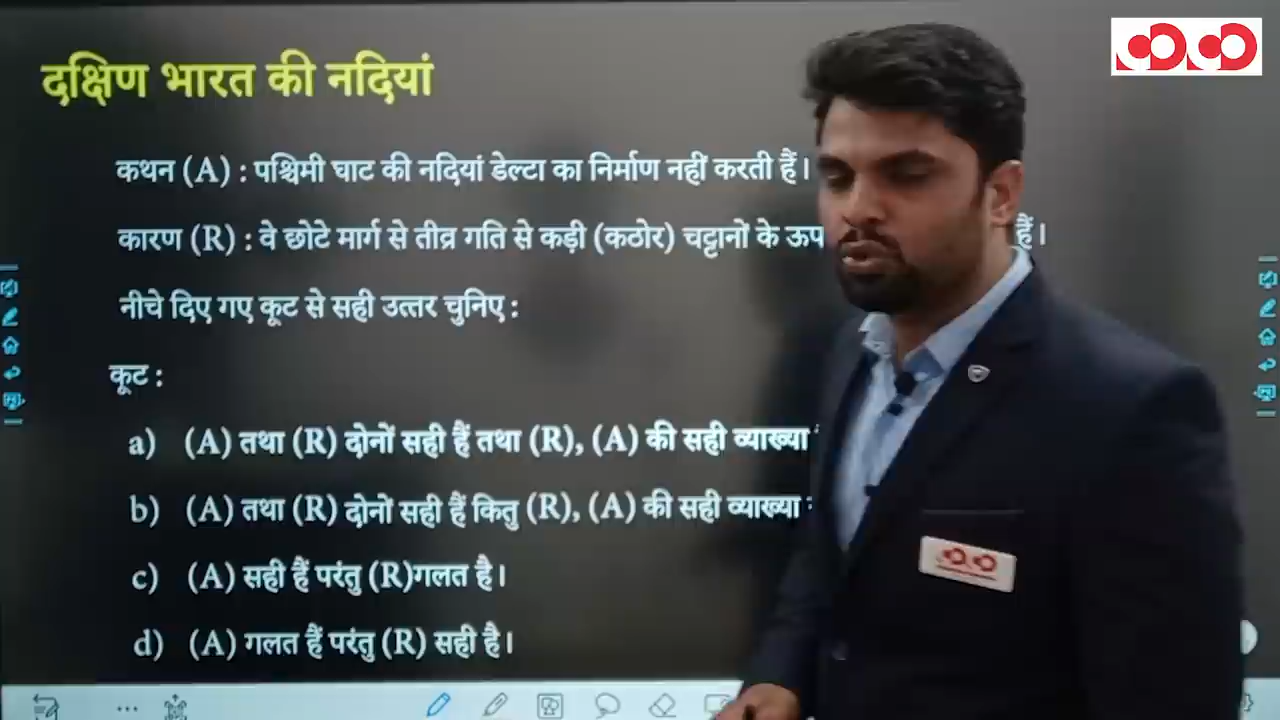 दक्षिण भारत की नदियां
कथन (A) : पश्चिमी घाट की नदियां डेल्टा का निर्माण नहीं करती हैं।
कारण (R) : वे छोटे मार्ग से तीव्र गति से कड़ी (कठोर) चट्टानों के हैं।
नीचे दिए गए कूट से सही उत्तर चुनिए :
कूट :
a) (A) तथा (R) दोनों सही हैं तथा (R), (A) की सही व्याख्या
b) (A) तथा (R) दोनों सही हैं किंतु (R), (A) की सही व्याख्या
c) (A) सही हैं परंतु (R)गलत है।
d) (A) गलत हैं परंतु (R) सही है।